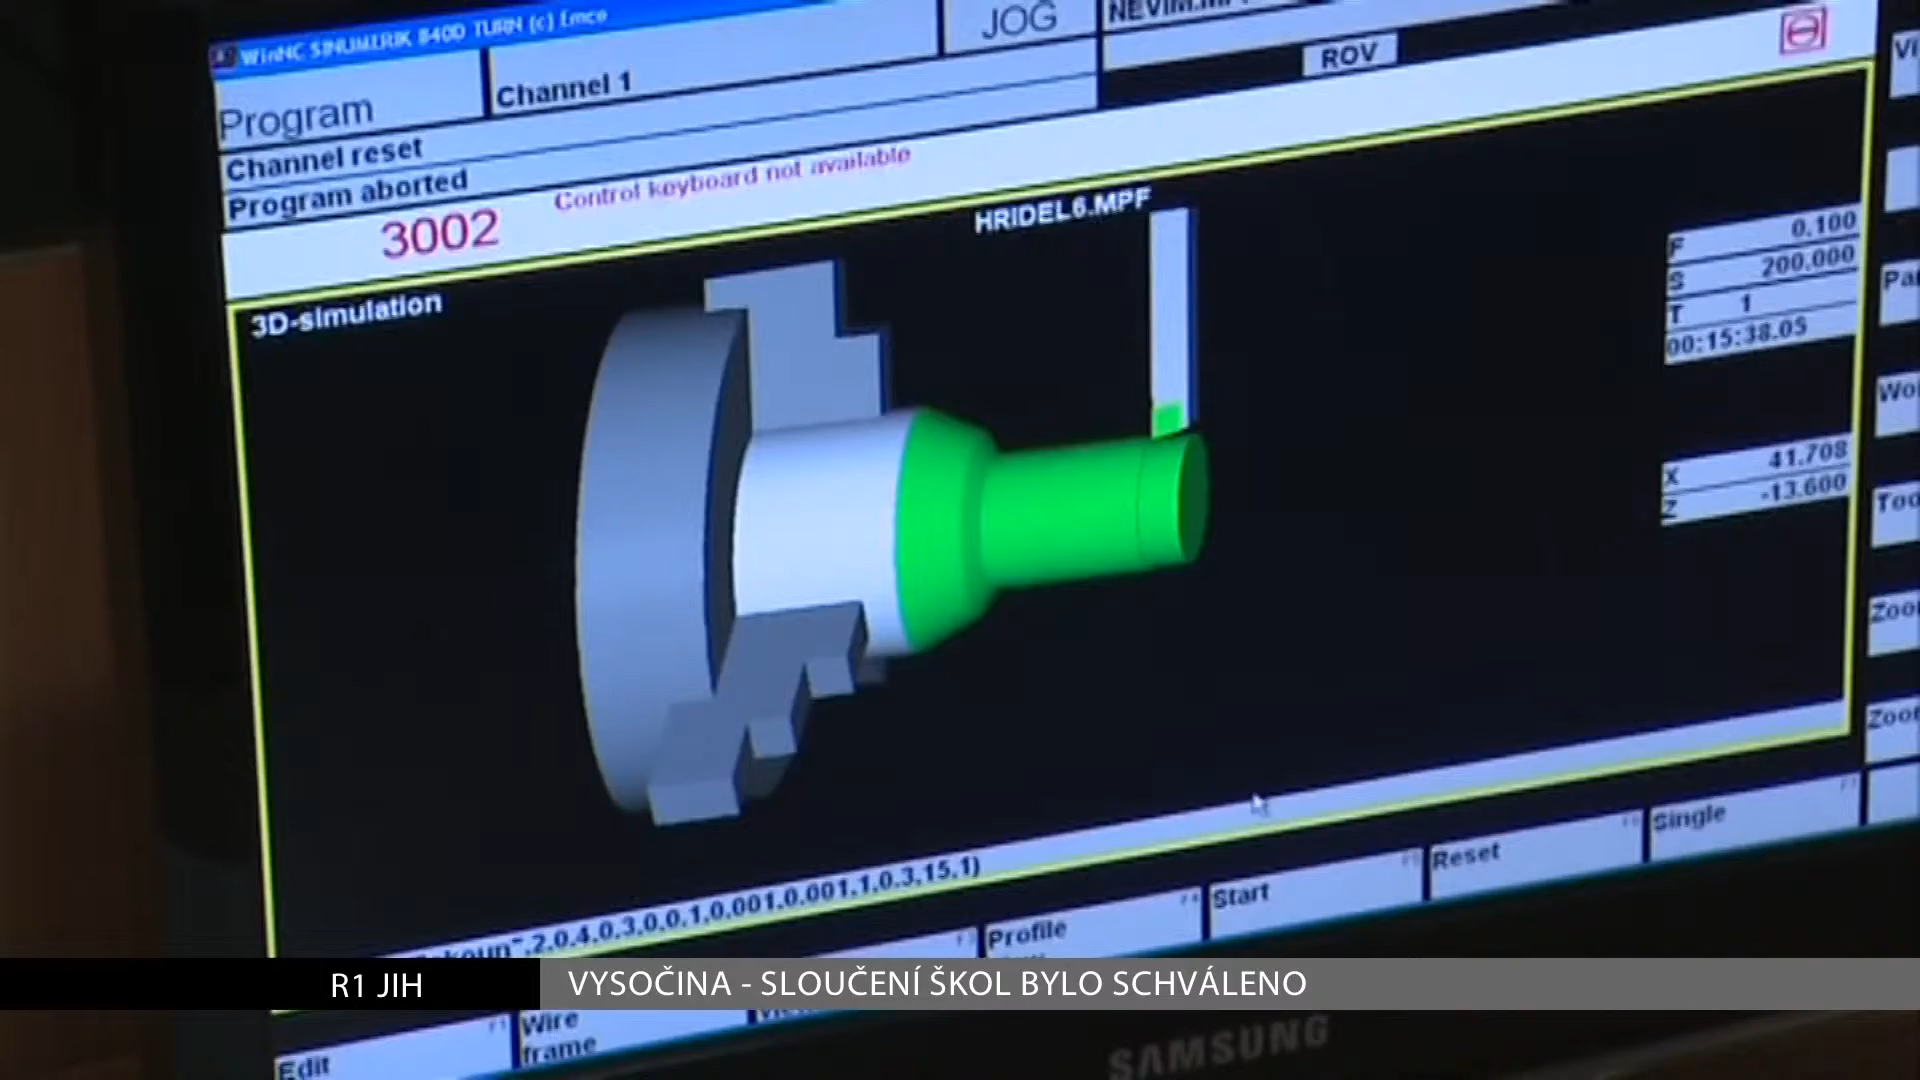 WinNC SINUMERIK 840D TURN (c) Emce
JOG
Program
Channel 1
ROV
Channel reset
Program aborted
3002
Control keyboard not available
HRIDEL6.MPF
3D-simulation
F 0.100
S 200.000
T 1
00:15:38.05
X 41.708
Z -13.600
Zoo
Zoo
,2,0.4,0.3,0,0.1,0.001,0.001,1,0.3,15,1)
Profile
Start
Reset
Single
R1 JIH
VYSOČINA - SLOUČENÍ ŠKOL BYLO SCHVÁLENO
Edit
Wire
frame
SAMSUNG